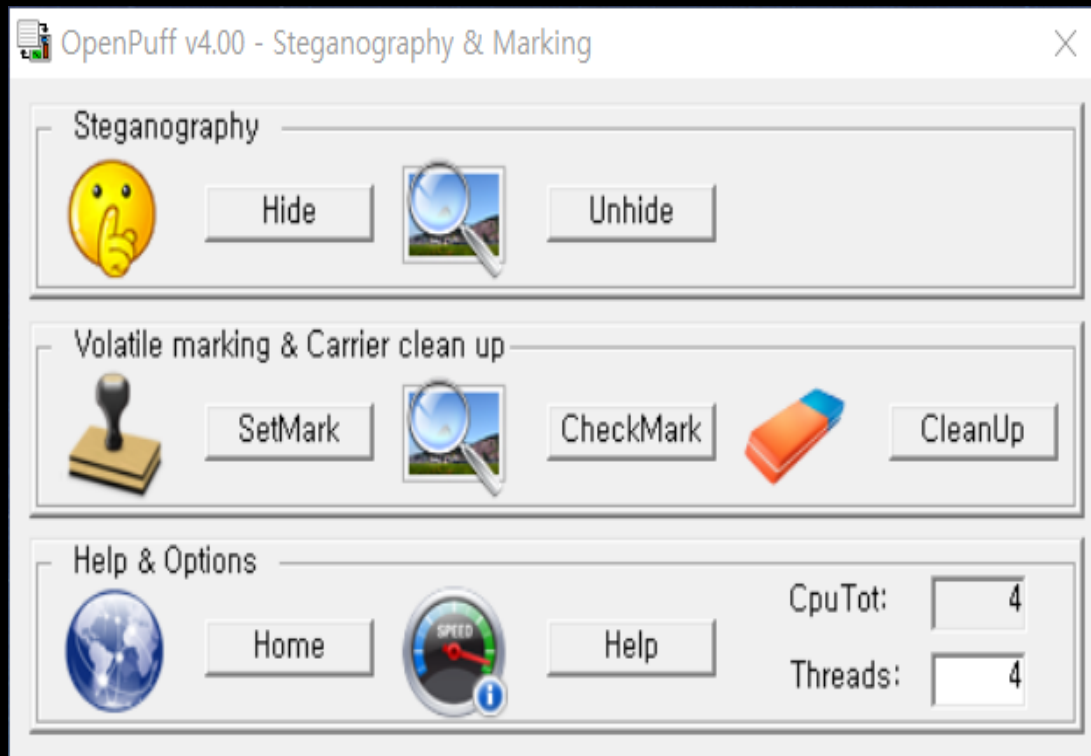 OpenPuff v4.00 - Steganography & Marking
Steganography
Hide
Unhide
Volatile marking & Carrier clean up
SetMark
CheckMark
CleanUp
Help & Options
Home
SPEED
Help
CpuTot: 4
Threads: 4